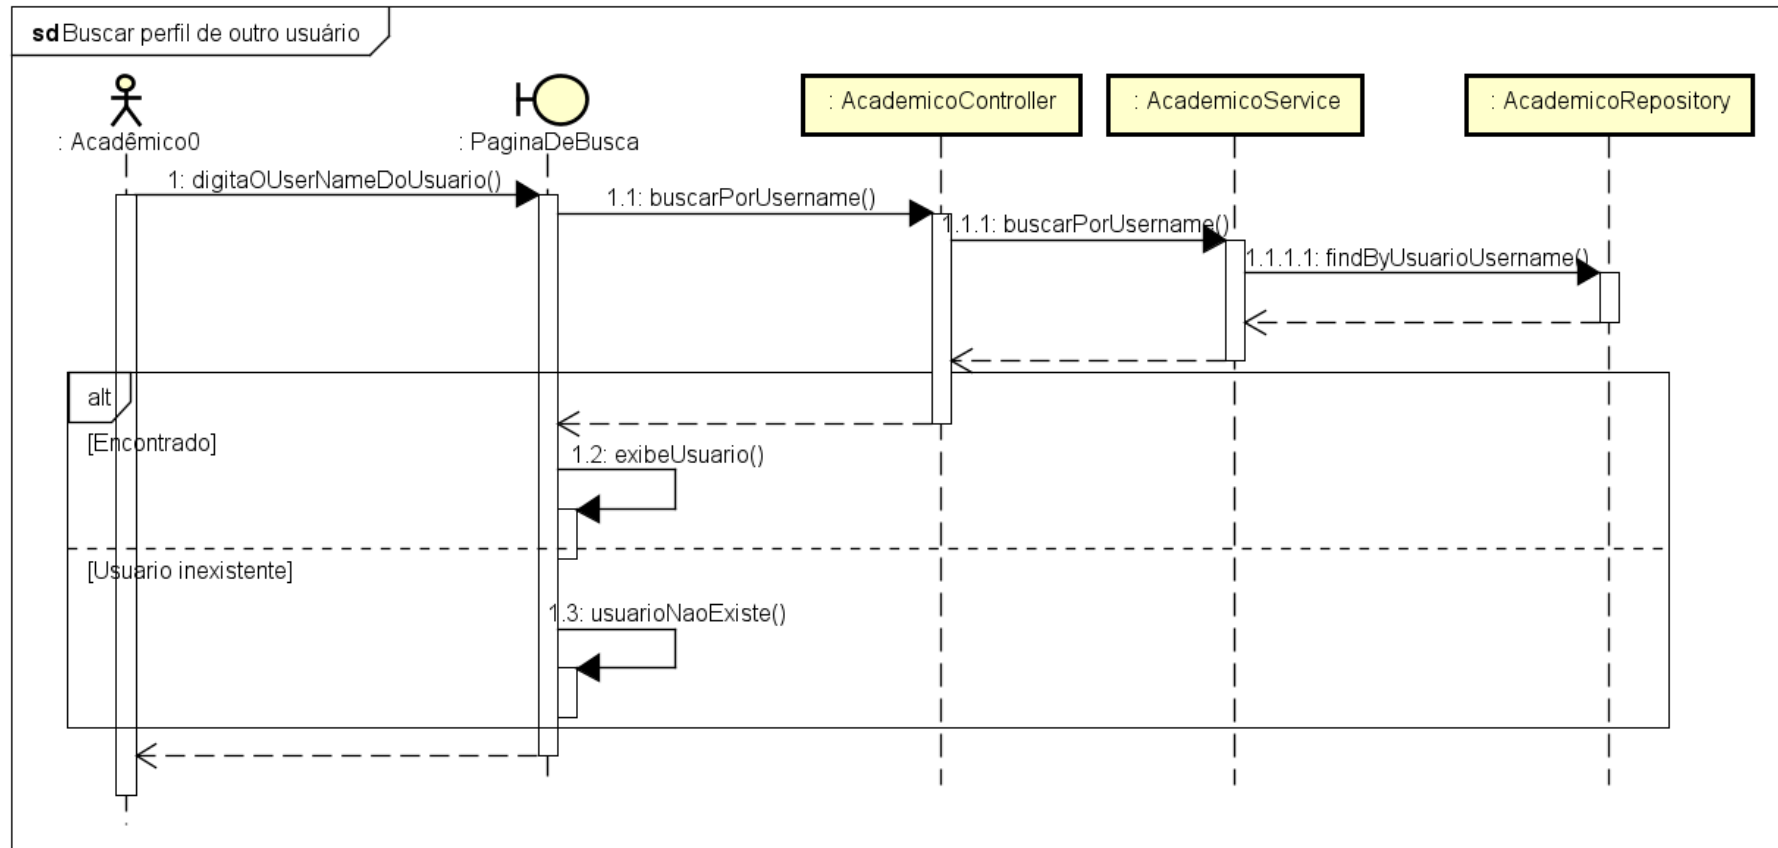 sd Buscar perfil de outro usuário
: Acadêmico0
: PaginaDeBusca
: AcademicoController
: AcademicoService
: AcademicoRepository
1: digitaOUserNameDoUsuario()
1.1: buscarPorUsername()
1.1.1: buscarPorUsername()
1.1.1.1: findByUsuarioUsername()
alt
[Encontrado]
1.2: exibeUsuario()
[Usuario inexistente]
1.3: usuarioNaoExiste()